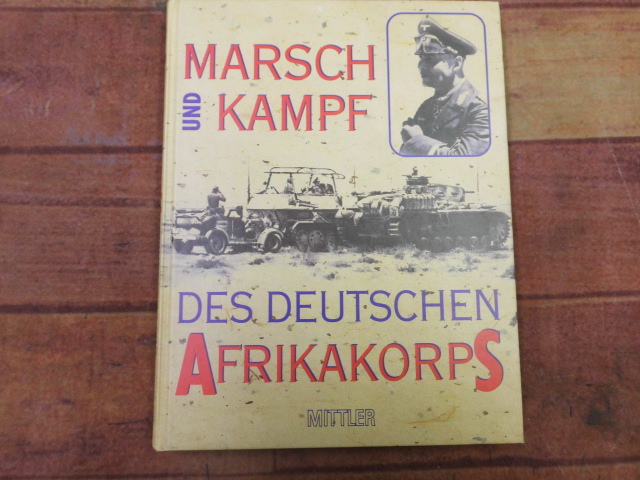 MARSCH
UND KAMPF
DES DEUTSCHEN
AFRIKAKORPS
MITTLER